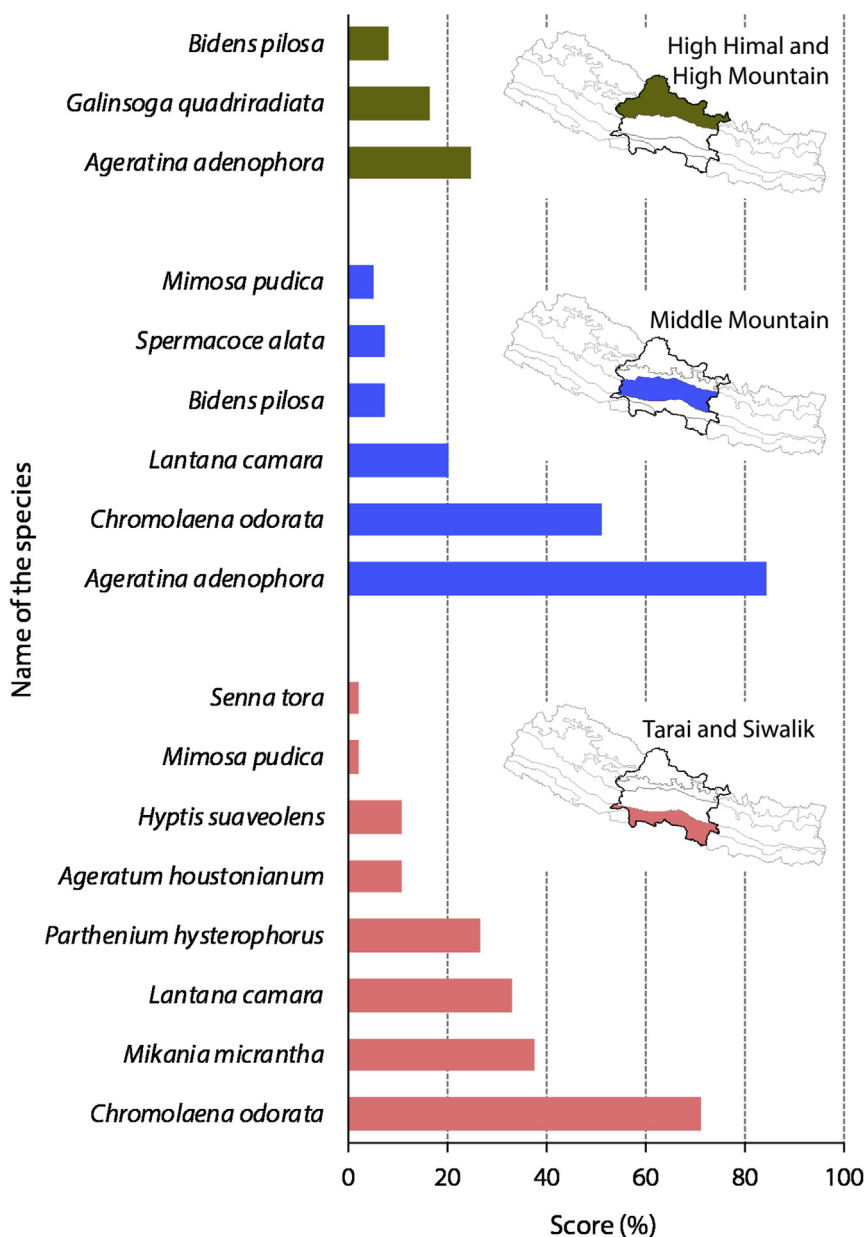 Name of the species
Bidens pilosa
Galinsoga quadriradiata
Ageratina adenophora
High Himal and
High Mountain
Mimosa pudica
Spermacoce alata
Bidens pilosa
Lantana camara
Chromolaena odorata
Ageratina adenophora
Middle Mountain
Senna tora
Mimosa pudica
Hyptis suaveolens
Ageratum houstonianum
Parthenium hysterophorus
Lantana camara
Mikania micrantha
Chromolaena odorata
Tarai and Siwalik
0 20 40 60 80 100
Score (%)